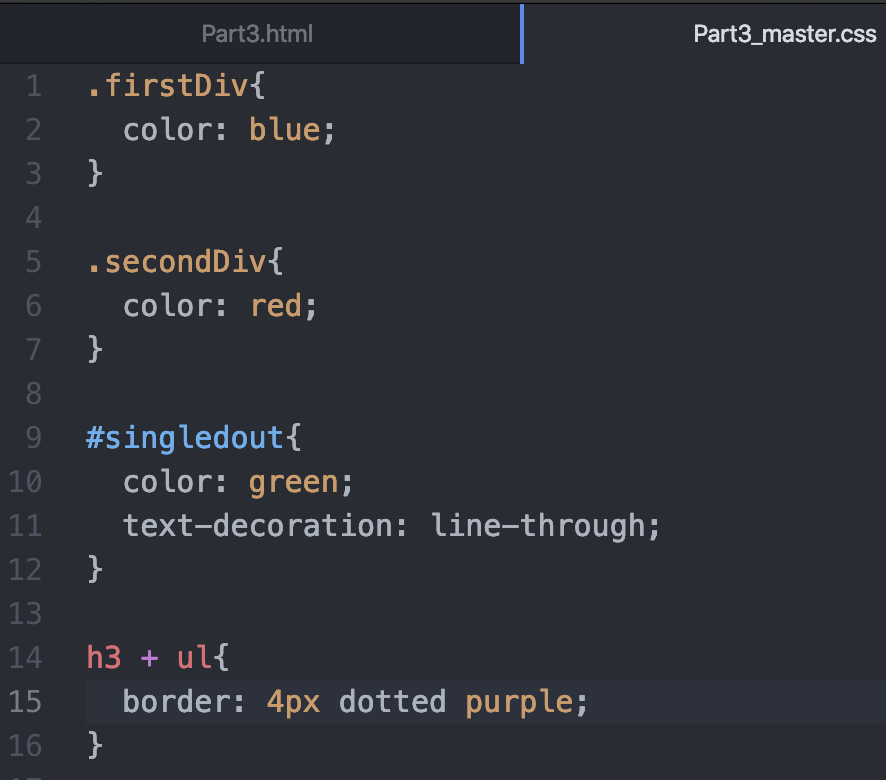 Part3.html Part3_master.css
1 .firstDiv{
2 color: blue;
3 }
4
5 .secondDiv{
6 color: red;
7 }
8
9 #singledout{
10 color: green;
11 text-decoration: line-through;
12 }
13
14 h3 + ul{
15 border: 4px dotted purple;
16 }